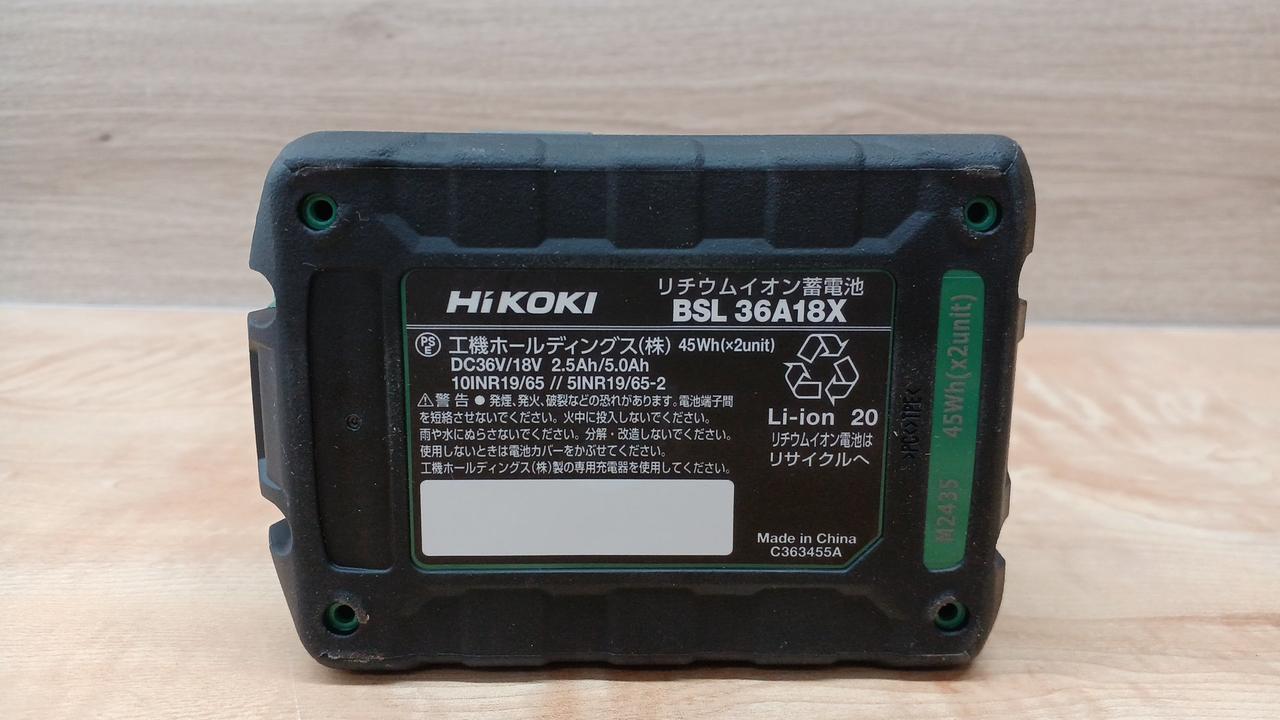 HiKOKI
リチウムイオン蓄電池
BSL 36A18X
PS
E
工機ホールディングス(株) 45Wh(×2unit)
DC36V/18V 2.5Ah/5.0Ah
10INR19/65 // 5INR19/65-2
⚠警告 ● 発煙、発火、破裂などの恐れがあります。電池端子間
を短絡させないでください。火中に投入しないでください。
雨や水にぬらさないでください。分解・改造しないでください。
使用しないときは電池カバーをかぶせてください。
工機ホールディングス(株)製の専用充電器を使用してください。
Li-ion 20
リチウムイオン電池は
リサイクルへ
Made in China
C363455A
M2435 45Wh(x2unit)